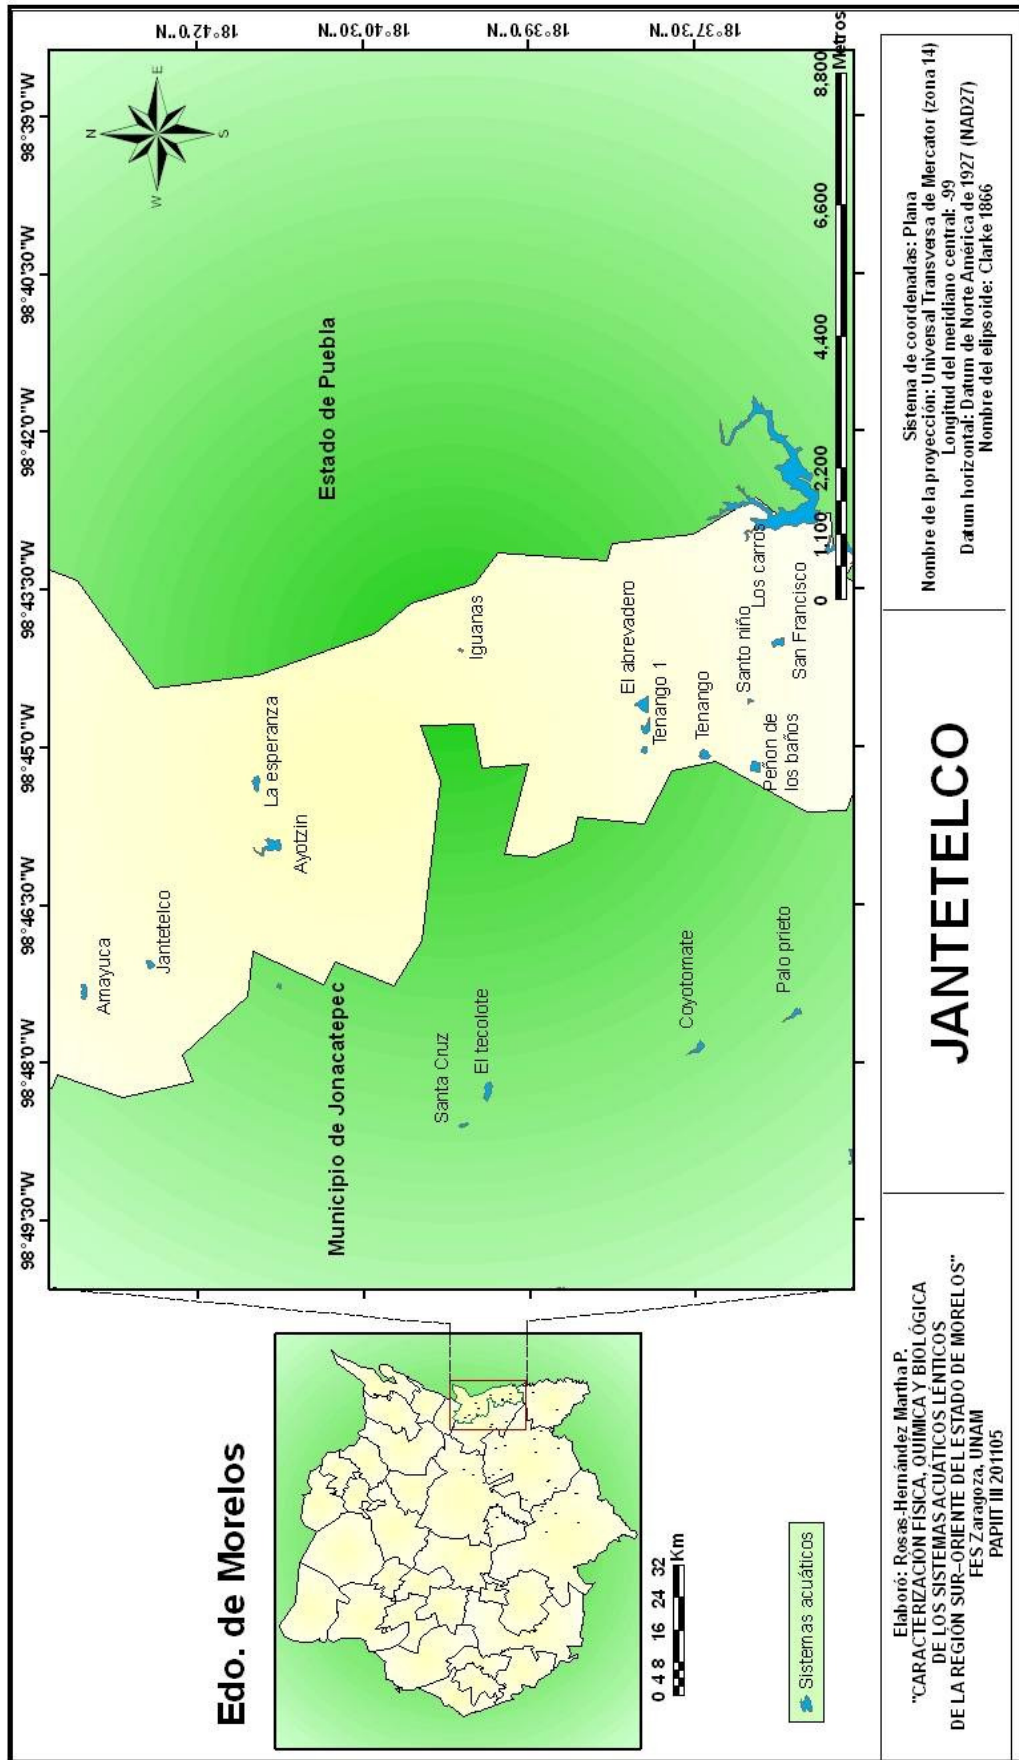 Edo. de Morelos
0 4 8 16 24 32
Km
Sistemas acuáticos
98°49'30"W 98°48'0"W 98°46'30"W 98°45'0"W 98°43'30"W 98°42'0"W 98°40'30"W 98°39'0"W
18°42'0"N
18°40'30"N
18°39'0"N
18°37'30"N
N
W
E
S
Amayuca
Jantetelco
La esperanza
Ayotzin
Estado de Puebla
Municipio de Jonacatepec
Santa Cruz
El tecolote
Iguanas
El abrevadero
Tenango 1
Coyotomate
Tenango
Santo niño
Los carros
Peñon de
los baños
San Francisco
Palo prieto
0 1,100 2,200 4,400 6,600 8,800
Metros
Elaboró: Rosas-Hernández Martha P.
"CARACTERIZACIÓN FÍSICA, QUÍMICA Y BIOLÓGICA
DE LOS SISTEMAS ACUÁTICOS LÉNTICOS
DE LA REGIÓN SUR-ORIENTE DEL ESTADO DE MORELOS"
FES Zaragoza, UNAM
PAPIIT III 201105
JANTETELCO
Sistema de coordenadas: Plana
Nombre de la proyección: Universal Transversa de Mercator (zona 14)
Longitud del meridiano central: -99
Datum horizontal: Datum de Norte América de 1927 (NAD27)
Nombre del elipsoide: Clarke 1866